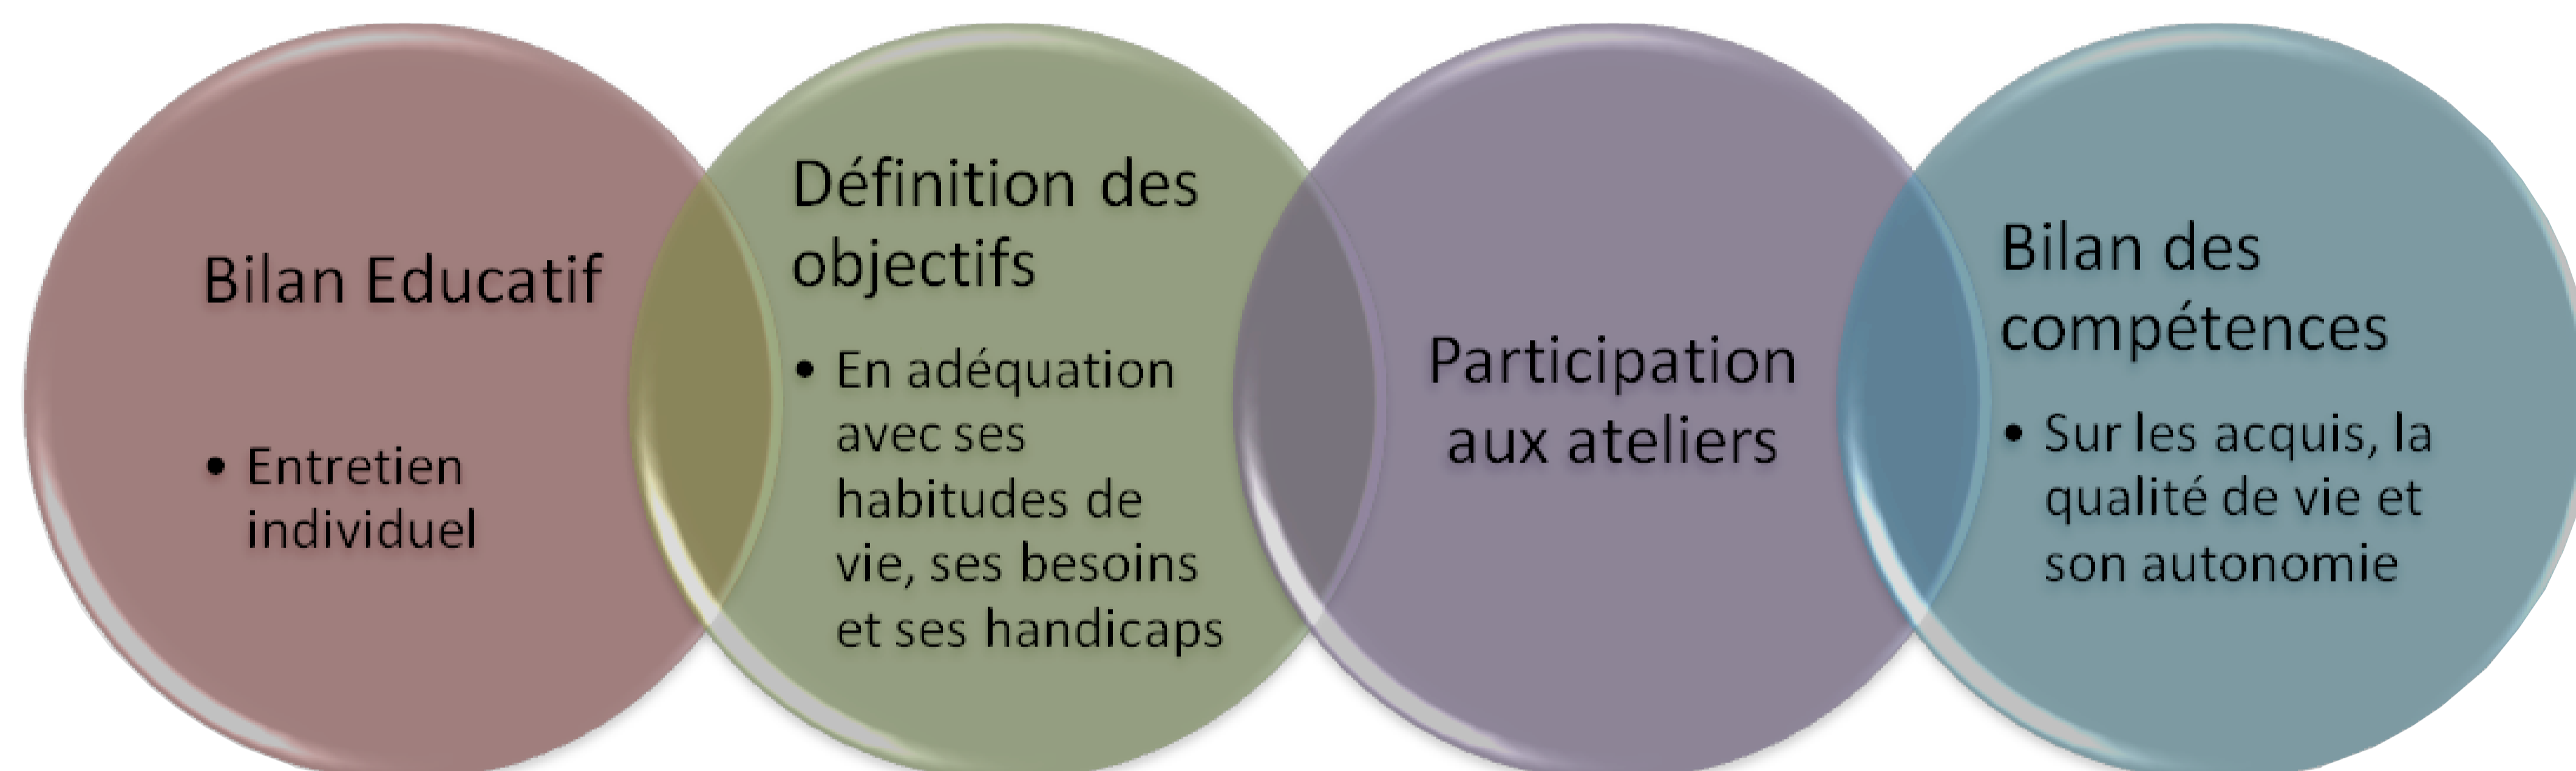 Bilan Educatif
• Entretien
individuel
Définition des
objectifs
• En adéquation
avec ses
habitudes de
vie, ses besoins
et ses handicaps
Participation
aux ateliers
Bilan des
compétences
• Sur les acquis, la
qualité de vie et
son autonomie